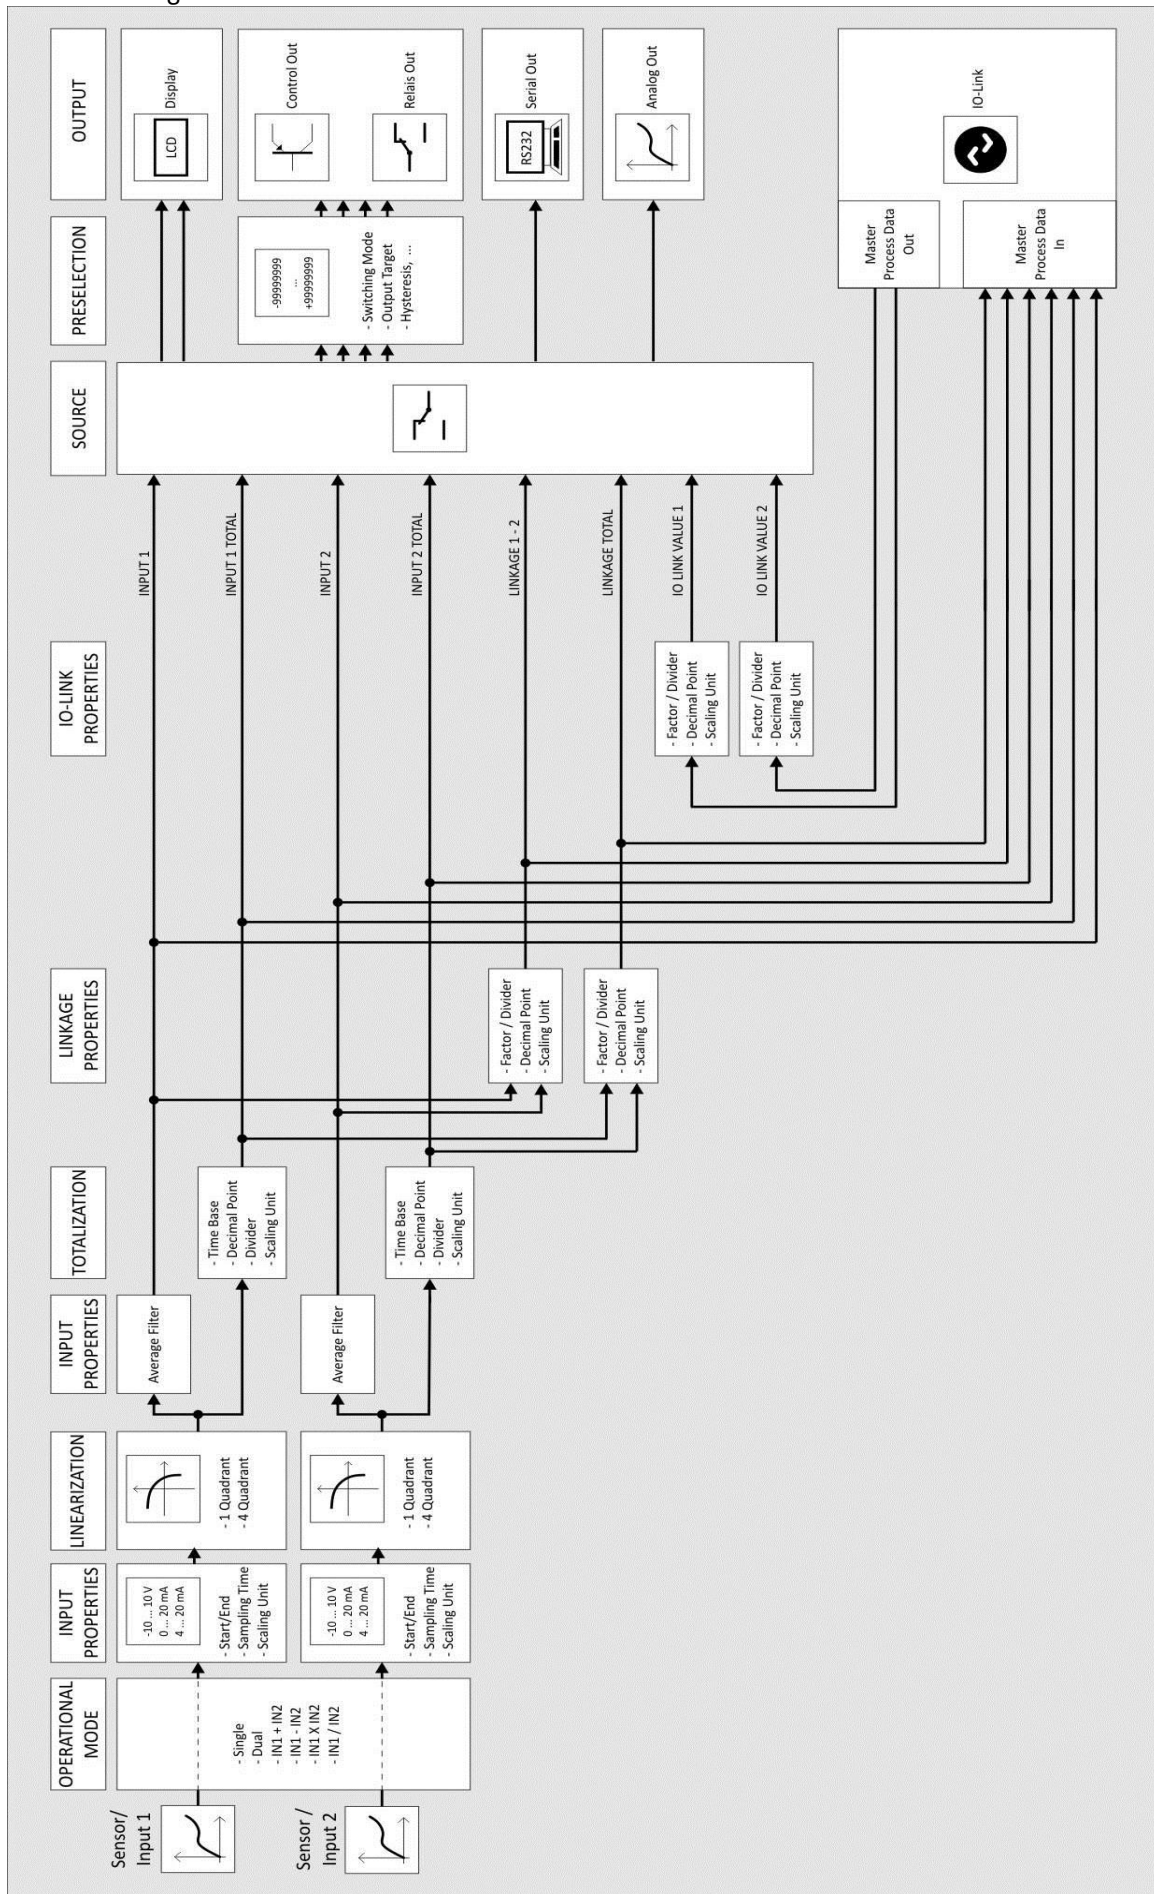 OPERATIONAL
MODE
INPUT
PROPERTIES
LINEARIZATION
INPUT
PROPERTIES
TOTALIZATION
LINKAGE
PROPERTIES
IO-LINK
PROPERTIES
SOURCE
PRESELECTION
OUTPUT
Sensor/
Input 1
Sensor /
Input 2
- Single
- Dual
- IN1 + IN2
- IN1 - IN2
- IN1 X IN2
- IN1 / IN2
-10 ... 10 V
0 ... 20 mA
4 ... 20 mA
- Start/End
- Sampling Time
- Scaling Unit
-10 ... 10 V
0 ... 20 mA
4 ... 20 mA
- Start/End
- Sampling Time
- Scaling Unit
- 1 Quadrant
- 4 Quadrant
- 1 Quadrant
- 4 Quadrant
Average Filter
Average Filter
- Time Base
- Decimal Point
- Divider
- Scaling Unit
- Time Base
- Decimal Point
- Divider
- Scaling Unit
- Factor / Divider
- Decimal Point
- Scaling Unit
- Factor / Divider
- Decimal Point
- Scaling Unit
- Factor / Divider
- Decimal Point
- Scaling Unit
- Factor / Divider
- Decimal Point
- Scaling Unit
INPUT 1
INPUT 1 TOTAL
INPUT 2
INPUT 2 TOTAL
LINKAGE 1 - 2
LINKAGE TOTAL
IO LINK VALUE 1
IO LINK VALUE 2
-99999999
...
+99999999
- Switching Mode
- Output Target
- Hysteresis, ...
LCD
Display
Control Out
Relais Out
RS232
Serial Out
Analog Out
Master
Process Data
Out
Master
Process Data
In
IO-Link